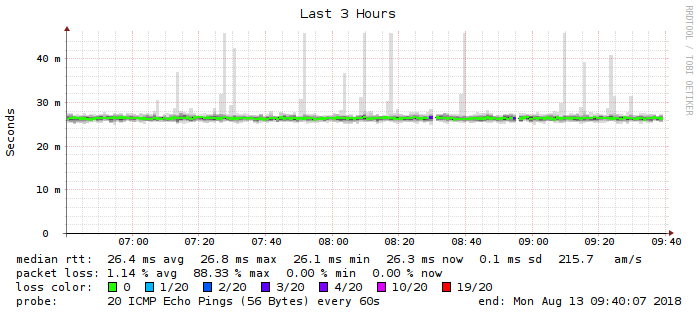 Last 3 Hours
RRDTOOL / TOBI OETIKER
Seconds
40 m
30 m
20 m
10 m
0
07:00 07:20 07:40 08:00 08:20 08:40 09:00 09:20 09:40
median rtt: 26.4 ms avg 26.8 ms max 26.1 ms min 26.3 ms now 0.1 ms sd 215.7 am/s
packet loss: 1.14 % avg 88.33 % max 0.00 % min 0.00 % now
loss color: 0 1/20 2/20 3/20 4/20 10/20 19/20
probe: 20 ICMP Echo Pings (56 Bytes) every 60s end: Mon Aug 13 09:40:07 2018